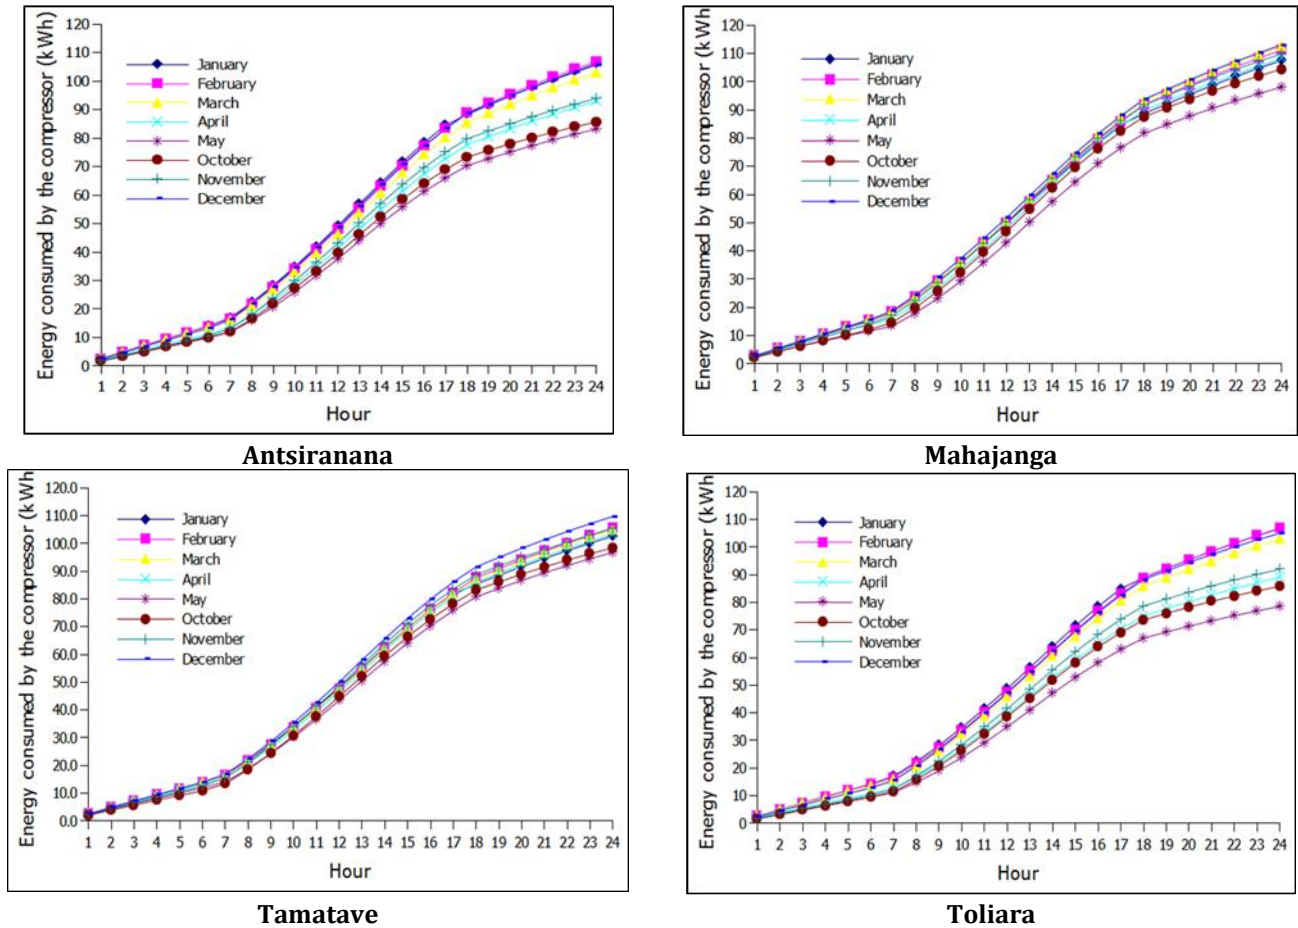 Energy consumed by the compressor (kWh)
120
110
100
90
80
70
60
50
40
30
20
10
0
January
February
March
April
May
October
November
December
1 2 3 4 5 6 7 8 9 10 11 12 13 14 15 16 17 18 19 20 21 22 23 24
Hour
Antsiranana
Energy consumed by the compressor (kWh
120
110
100
90
80
70
60
50
40
30
20
10
0
January
February
March
April
May
October
November
December
1 2 3 4 5 6 7 8 9 10 11 12 13 14 15 16 17 18 19 20 21 22 23 24
Hour
Mahajanga
Energy consumed by the compressor (kWh
120.0
110.0
100.0
90.0
80.0
70.0
60.0
50.0
40.0
30.0
20.0
10.0
0.0
January
February
March
April
May
October
November
December
1 2 3 4 5 6 7 8 9 10 11 12 13 14 15 16 17 18 19 20 21 22 23 24
Hour
Tamatave
Energy consumed by the compressor (kWh
120
110
100
90
80
70
60
50
40
30
20
10
0
January
February
March
April
May
October
November
December
1 2 3 4 5 6 7 8 9 10 11 12 13 14 15 16 17 18 19 20 21 22 23 24
Hour
Toliara